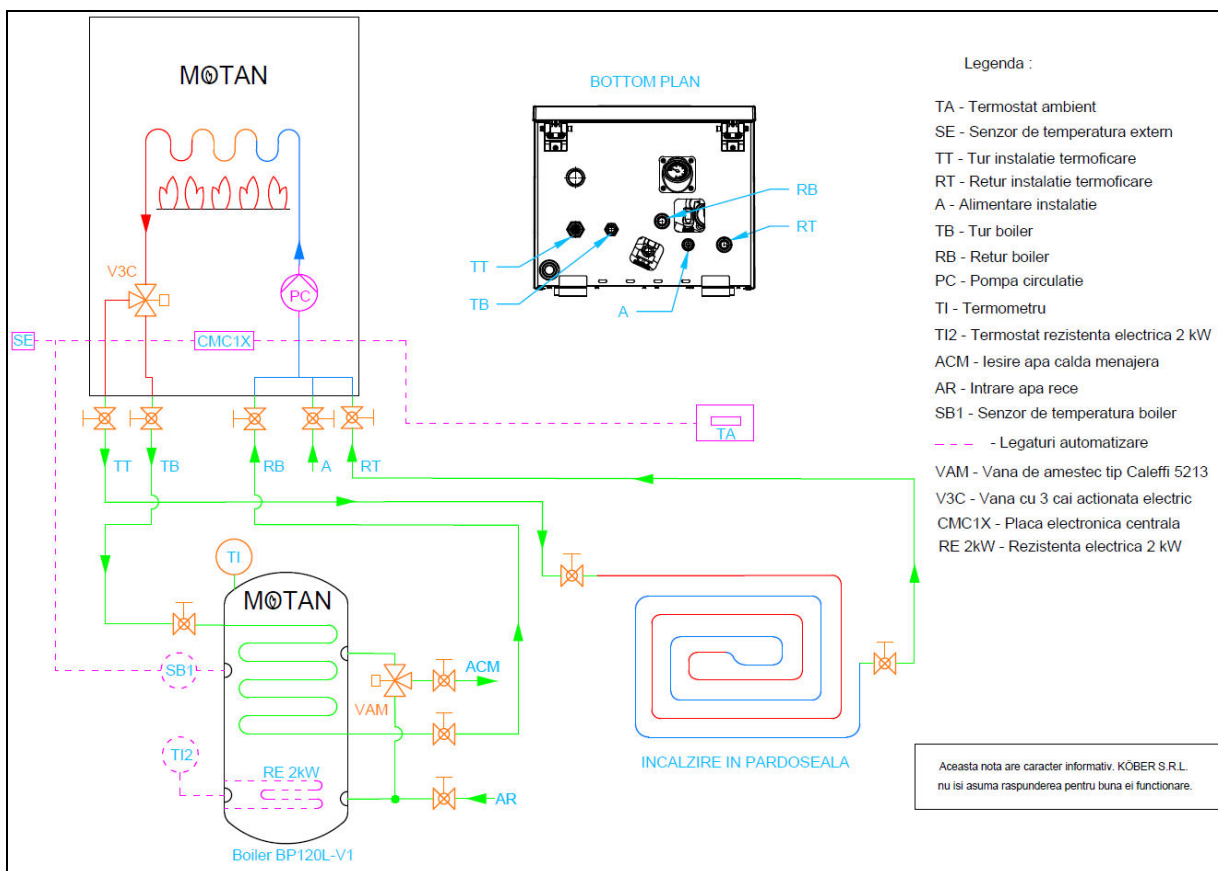 MOTAN
V3C
PC
SE
CMC1X
TA
TT
TB
RB
A
RT
BOTTOM PLAN
RB
RT
TT
TB
A
Legenda :
TA - Termostat ambient
SE - Senzor de temperatura extern
TT - Tur instalatie termoficare
RT - Retur instalatie termoficare
A - Alimentare instalatie
TB - Tur boiler
RB - Retur boiler
PC - Pompa circulatie
TI - Termometru
TI2 - Termostat rezistenta electrica 2 kW
ACM - Iesire apa calda menajera
AR - Intrare apa rece
SB1 - Senzor de temperatura boiler
- Legaturi automatizare
VAM - Vana de amestec tip Caleffi 5213
V3C - Vana cu 3 cai actionata electric
CMC1X - Placa electronica centrala
RE 2kW - Rezistenta electrica 2 kW
TI
MOTAN
SB1
ACM
VAM
TI2
RE 2kW
AR
Boiler BP120L-V1
INCALZIRE IN PARDOSEALA
Aceasta nota are caracter informativ. KÖBER S.R.L.
nu isi asuma raspunderea pentru buna ei functionare.